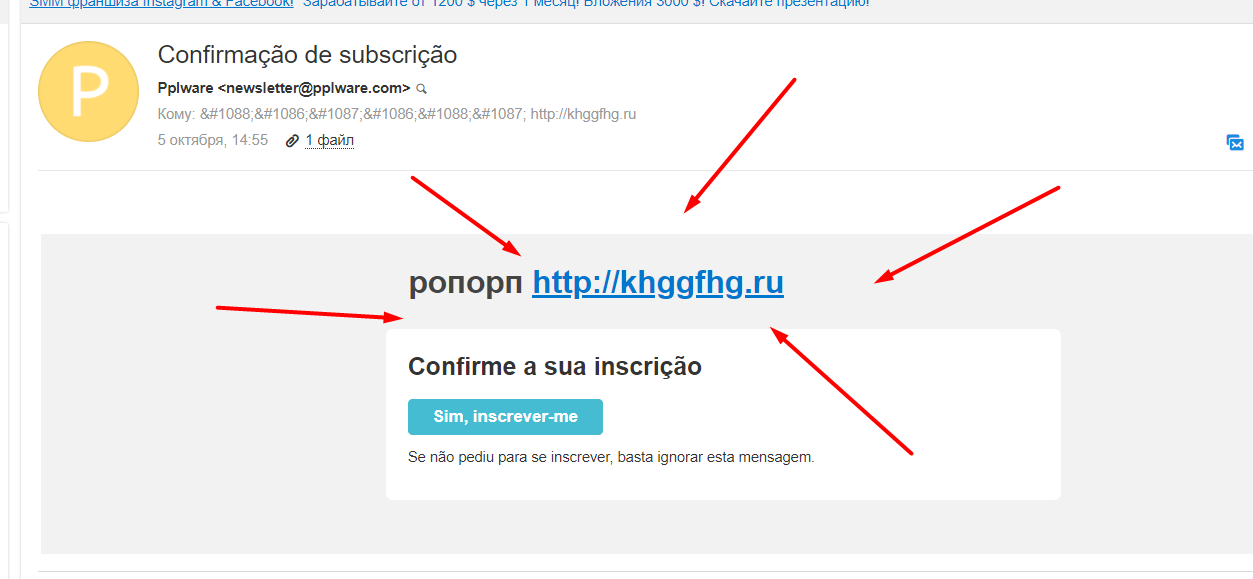 SMM франшиза Instagram & Facebook! Зарабатывайте от 1200 $ через 1 месяц! Вложения 3000 $! Скачайте презентацию!
P
Confirmação de subscrição
Pplware <newsletter@pplware.com>
Кому: &#1088;&#1086;&#1087;&#1086;&#1088;&#1087; http://khggfhg.ru
5 октября, 14:55 1 файл
ропорп http://khggfhg.ru
Confirme a sua inscrição
Sim, inscrever-me
Se não pediu para se inscrever, basta ignorar esta mensagem.